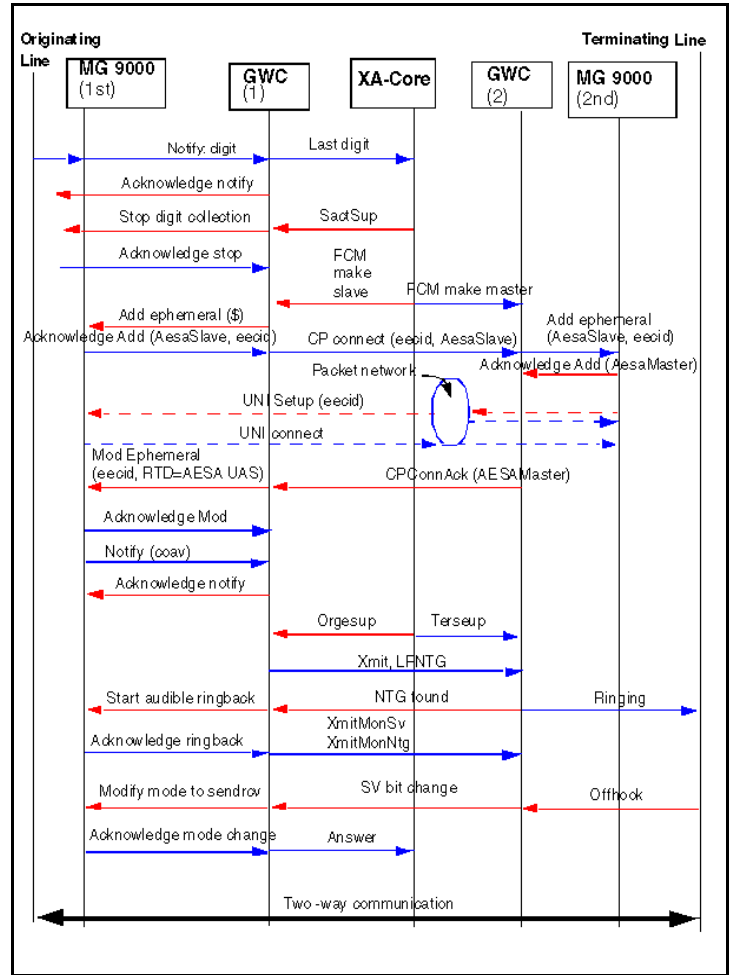 Originating
Line
Terminating Line
MG 9000
(1st)
GWC
(1)
XA-Core
GWC
(2)
MG 9000
(2nd)
Notify: digit
Last digit
Acknowledge notify
Stop digit collection
SactSup
Acknowledge stop
FCM
make
slave
FCM make master
Add ephemeral ($)
Add ephemeral
(AesaSlave, eecid)
Acknowledge Add (AesaSlave, eecid)
CP connect (eecid, AesaSlave)
Packet network
Acknowledge Add (AesaMaster)
UNI Setup (eecid)
UNI connect
Mod Ephemeral
(eecid, RTD=AESA UAS)
CPConnAck (AESAMaster)
Acknowledge Mod
Notify (coav)
Acknowledge notify
Orgesup
Terseup
Xmit, LFNTG
Start audible ringback
NTG found
Ringing
Acknowledge ringback
XmitMonSv
XmitMonNtg
Modify mode to sendrcv
SV bit change
Offhook
Acknowledge mode change
Answer
Two -way communication